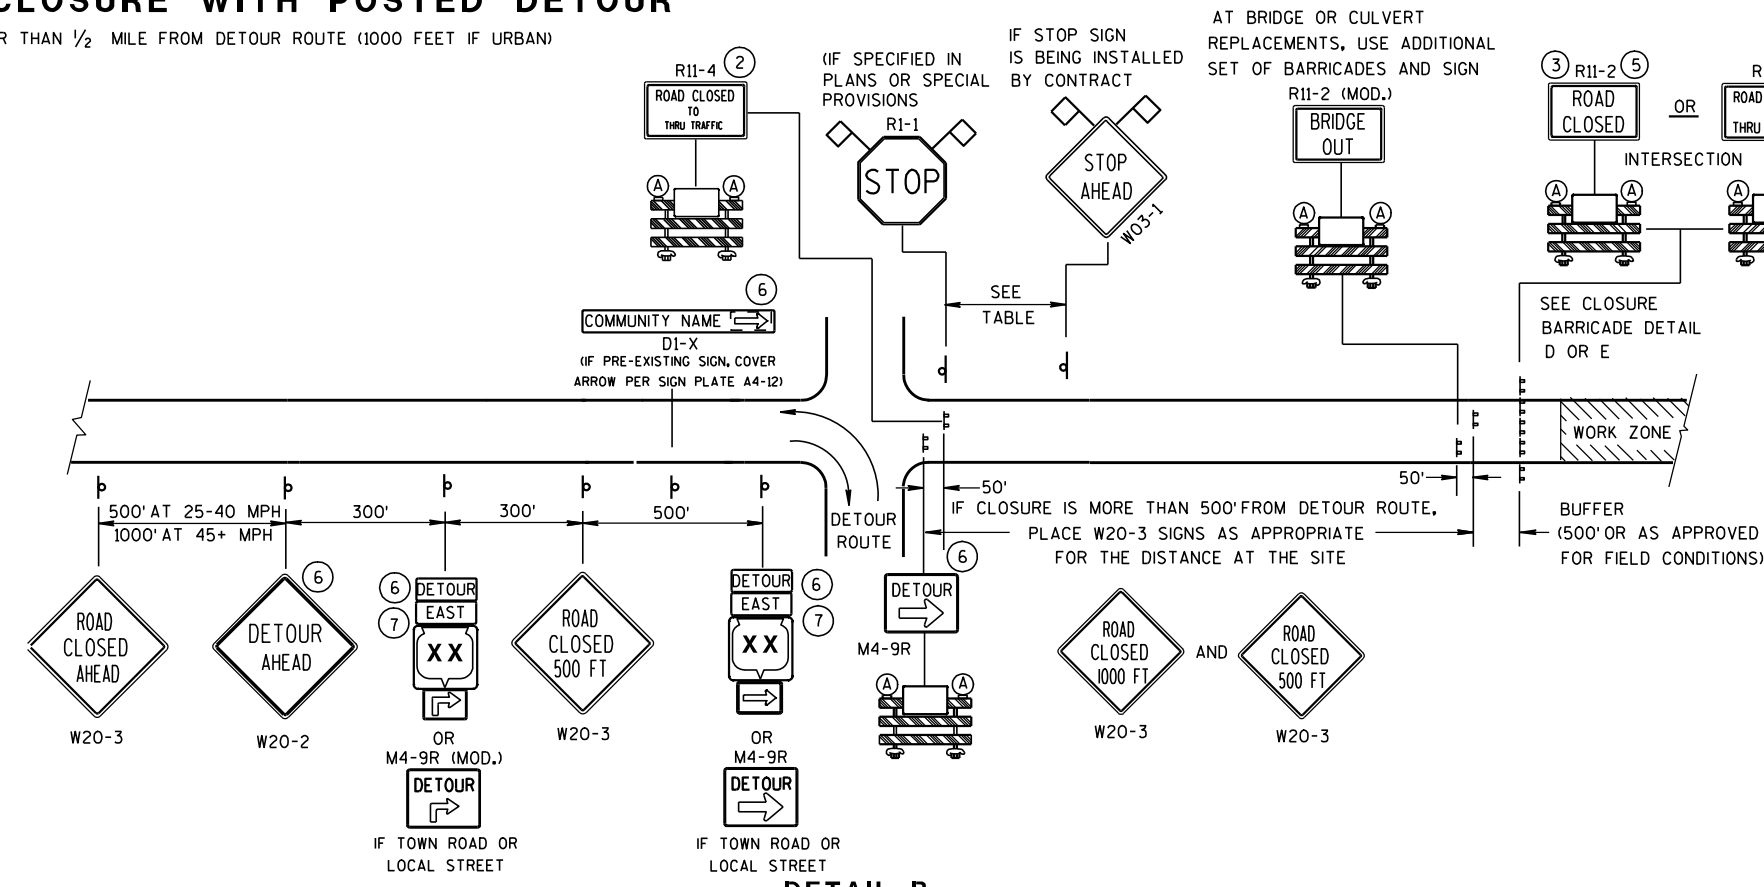 CLOSURE WITH POSTED DETOUR
R THAN 1/2 MILE FROM DETOUR ROUTE (1000 FEET IF URBAN)
R11-4 2
ROAD CLOSED
TO
THRU TRAFFIC
A A
(IF SPECIFIED IN
PLANS OR SPECIAL
PROVISIONS
R1-1
STOP
IF STOP SIGN
IS BEING INSTALLED
BY CONTRACT
STOP
AHEAD
W03-1
AT BRIDGE OR CULVERT
REPLACEMENTS, USE ADDITIONAL
SET OF BARRICADES AND SIGN
R11-2 (MOD.)
BRIDGE
OUT
A A
3 R11-2 5
ROAD
CLOSED
OR
R
ROAD
THRU
INTERSECTION
A A
A
SEE CLOSURE
BARRICADE DETAIL
D OR E
SEE
TABLE
6
COMMUNITY NAME
D1-X
(IF PRE-EXISTING SIGN, COVER
ARROW PER SIGN PLATE A4-12)
WORK ZONE
500' AT 25-40 MPH
1000' AT 45+ MPH
300'
300'
500'
DETOUR
ROUTE
50'
50'
IF CLOSURE IS MORE THAN 500' FROM DETOUR ROUTE,
PLACE W20-3 SIGNS AS APPROPRIATE
FOR THE DISTANCE AT THE SITE
BUFFER
(500' OR AS APPROVED
FOR FIELD CONDITIONS)
ROAD
CLOSED
AHEAD
W20-3
6
DETOUR
AHEAD
W20-2
6
7
DETOUR
EAST
XX
OR
M4-9R (MOD.)
DETOUR
IF TOWN ROAD OR
LOCAL STREET
ROAD
CLOSED
500 FT
W20-3
DETOUR
EAST
XX
6
7
OR
M4-9R
DETOUR
IF TOWN ROAD OR
LOCAL STREET
6
DETOUR
M4-9R
A A
ROAD
CLOSED
1000 FT
W20-3
AND
ROAD
CLOSED
500 FT
W20-3
DETAIL B